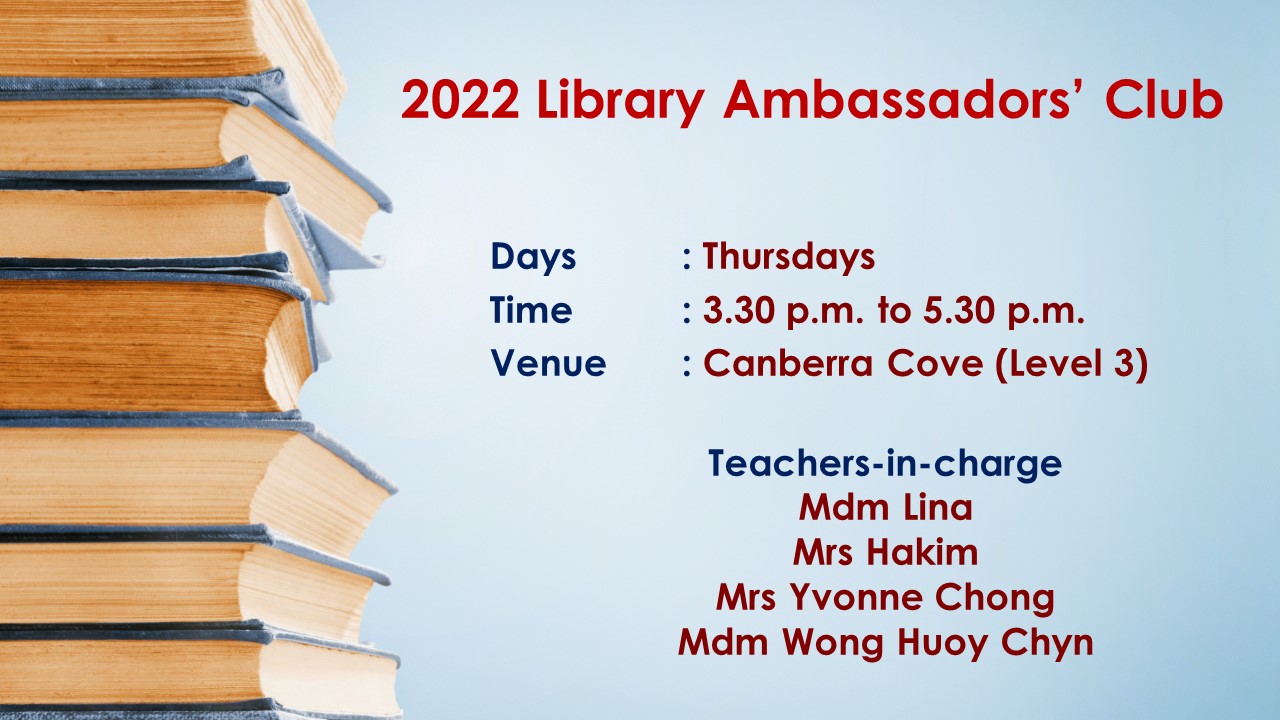 2022 Library Ambassadors’ Club
Days : Thursdays
Time : 3.30 p.m. to 5.30 p.m.
Venue : Canberra Cove (Level 3)
Teachers-in-charge
Mdm Lina
Mrs Hakim
Mrs Yvonne Chong
Mdm Wong Huoy Chyn